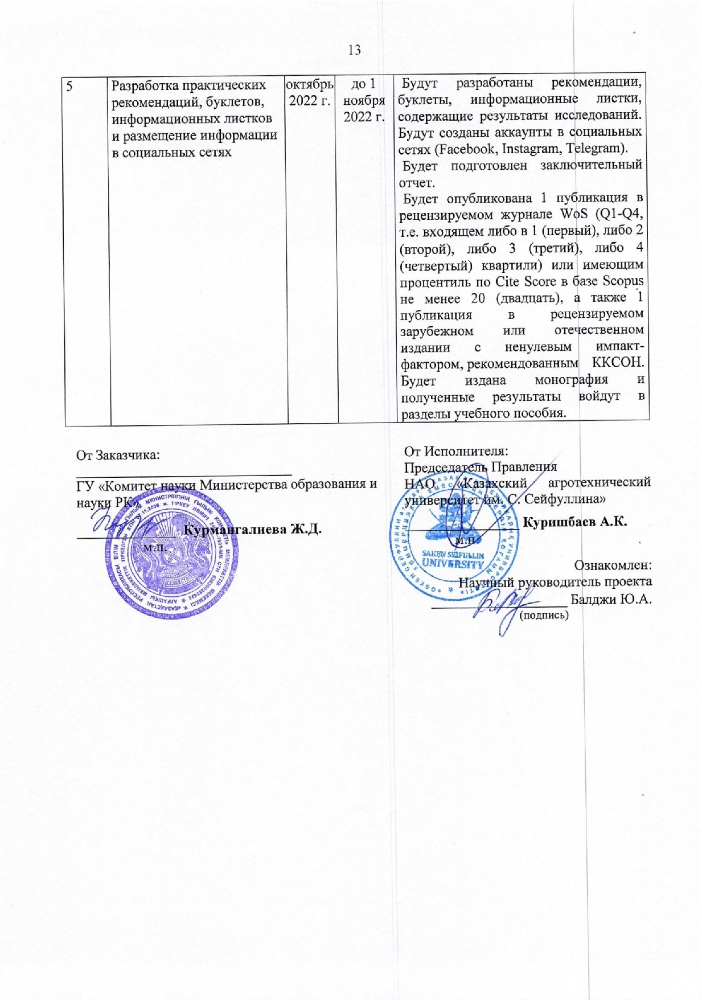 13
5
Разработка практических
рекомендаций, буклетов,
информационных листков
и размещение информации
в социальных сетях
октябрь
2022 г.
до 1
ноября
2022 г.
Будут разработаны рекомендации,
буклеты, информационные листки,
содержащие результаты исследований.
Будут созданы аккаунты в социальных
сетях (Facebook, Instagram, Telegram).
Будет подготовлен заключительный
отчет.
Будет опубликована 1 публикация в
рецензируемом журнале WoS (Q1-Q4,
т.е. входящем либо в 1 (первый), либо 2
(второй), либо 3 (третий), либо 4
(четвертый) квартили) или имеющим
процентиль по Cite Score в базе Scopus
не менее 20 (двадцать), а также 1
публикация в рецензируемом
зарубежном или отечественном
издании с ненулевым импакт-
фактором, рекомендованным ККСОН.
Будет издана монография и
полученные результаты войдут в
разделы учебного пособия.
От Заказчика:
ГУ «Комитет науки Министерства образования и
науки РК»
Курмангалиева Ж.Д.
м.п.
ҚАЗАҚСТАН
От Исполнителя:
Председатель Правления
НАО «Казахский агротехнический
университет им. С. Сейфуллина»
Куришбаев А.К.
м.п.
SAKEN SEIFULLIN
UNIVERSITY
Ознакомлен:
Научный руководитель проекта
Балджи Ю.А.
(подпись)